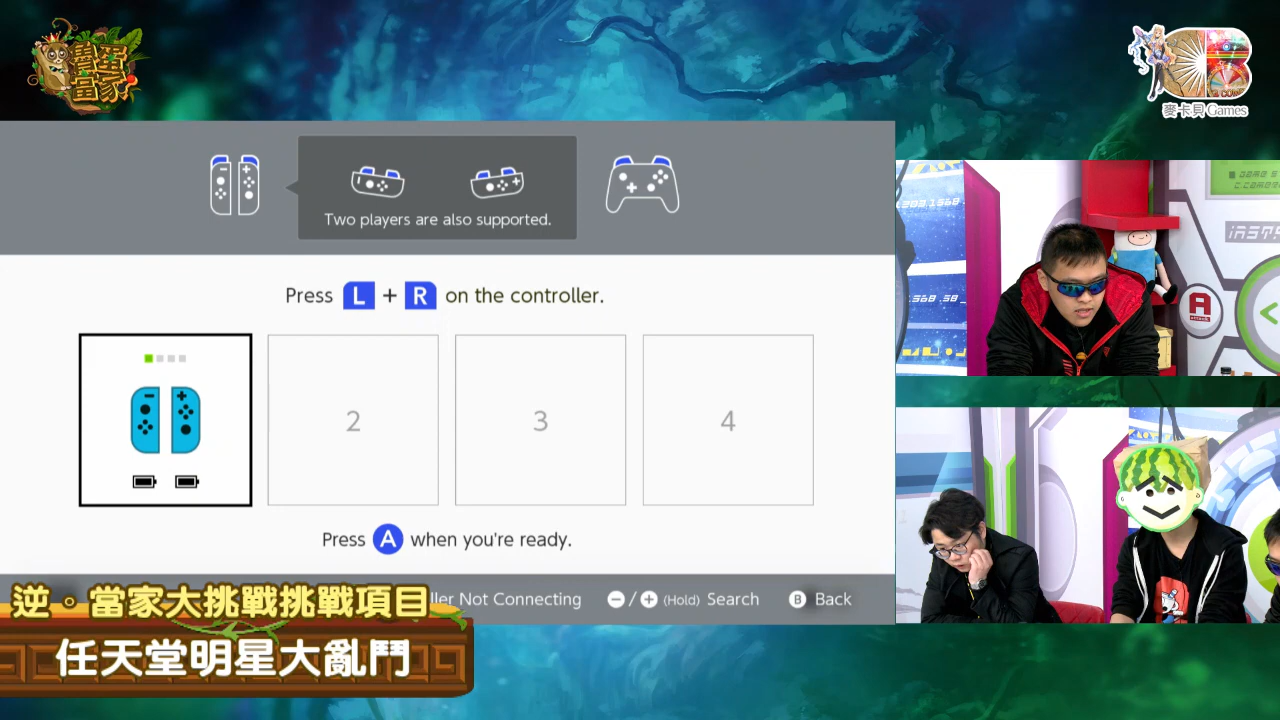 實蛋
當家
麥卡貝Games
Two players are also supported.
Press L + R on the controller.
2
3
4
Press A when you're ready.
ller Not Connecting
/ (Hold) Search
B Back
逆。當家大挑戰挑戰項目
任天堂明星大亂鬥
A